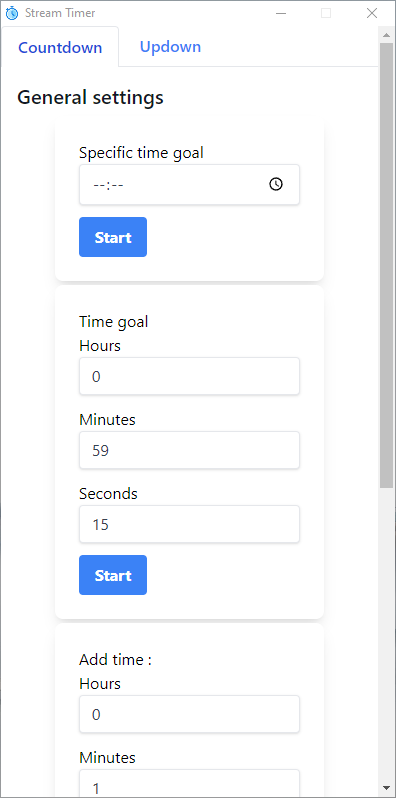 Stream Timer
Countdown
Updown
General settings
Specific time goal
--:--
Start
Time goal
Hours
0
Minutes
59
Seconds
15
Start
Add time :
Hours
0
Minutes
1